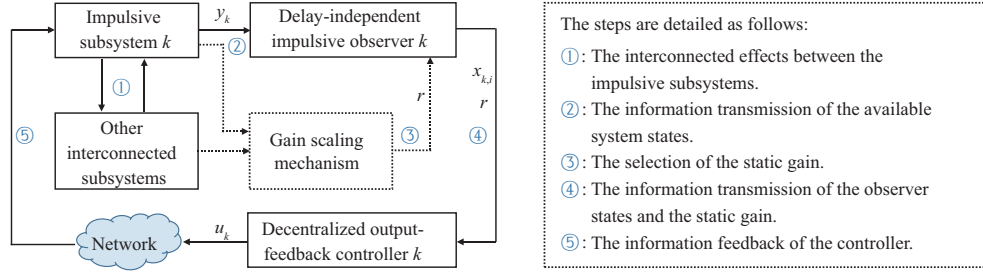 Impulsive
subsystem k
y_k
②
Delay-independent
impulsive observer k
①
⑤
Other
interconnected
subsystems
Gain scaling
mechanism
③
r
x_{k,i}
r
④
Network
u_k
Decentralized output-
feedback controller k
The steps are detailed as follows:
①: The interconnected effects between the
impulsive subsystems.
②: The information transmission of the available
system states.
③: The selection of the static gain.
④: The information transmission of the observer
states and the static gain.
⑤: The information feedback of the controller.